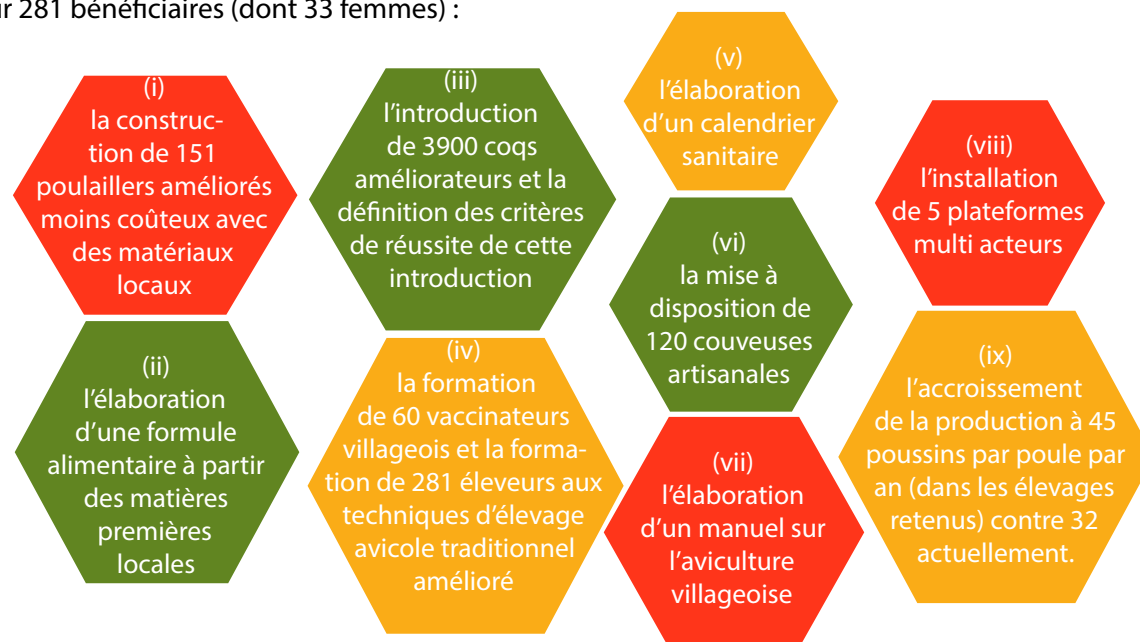 ur 281 bénéficiaires (dont 33 femmes) :
(i)
la construc-
tion de 151
poulaillers améliorés
moins coûteux avec
des matériaux
locaux
(ii)
l’élaboration
d’une formule
alimentaire à partir
des matières
premières
locales
(iii)
l’introduction
de 3900 coqs
améliorateurs et la
définition des critères
de réussite de cette
introduction
(iv)
la formation
de 60 vaccinateurs
villageois et la forma-
tion de 281 éleveurs aux
techniques d’élevage
avicole traditionnel
amélioré
(v)
l’élaboration
d’un calendrier
sanitaire
(vi)
la mise à
disposition de
120 couveuses
artisanales
(vii)
l’élaboration
d’un manuel sur
l’aviculture
villageoise
(viii)
l’installation
de 5 plateformes
multi acteurs
(ix)
l’accroissement
de la production à 45
poussins par poule par
an (dans les élevages
retenus) contre 32
actuellement.